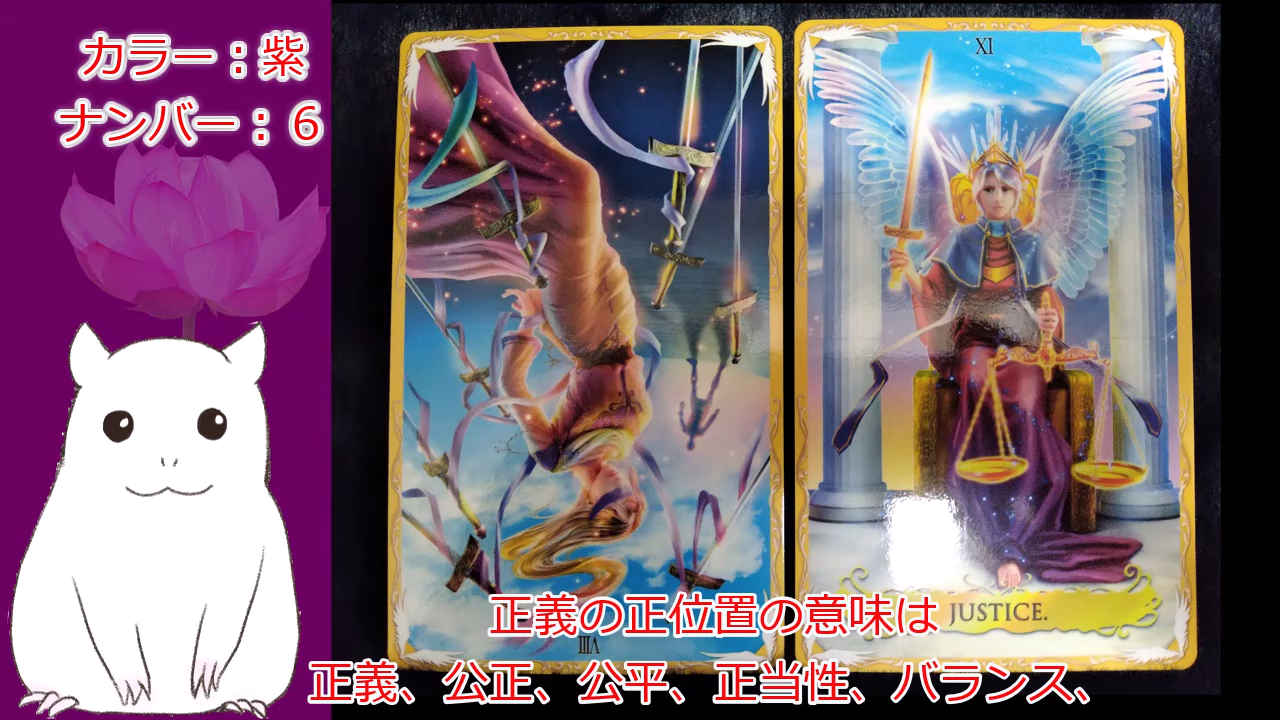 カラー：紫
ナンバー：６
XI
JUSTICE.
VIII
正義の正位置の意味は
正義、公正、公平、正当性、バランス、